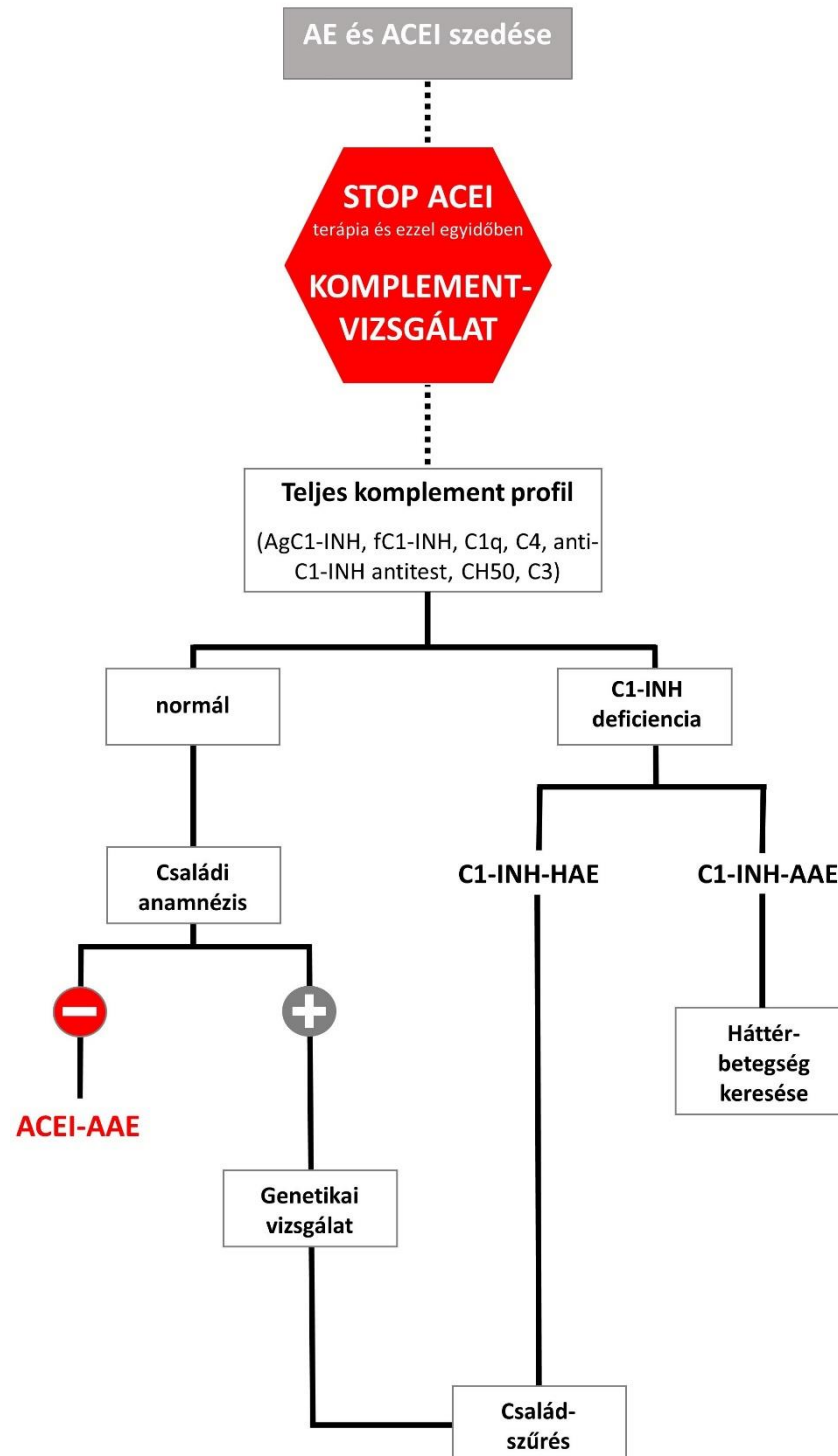 AE és ACEI szedése
STOP ACEI
terápia és ezzel egyidőben
KOMPLEMENT-
VIZSGÁLAT
Teljes komplement profil
(AgC1-INH, fC1-INH, C1q, C4, anti-
C1-INH antitest, CH50, C3)
normál
C1-INH
deficiencia
Családi
anamnézis
C1-INH-HAE
C1-INH-AAE
Háttér-
betegség
keresése
ACEI-AAE
Genetikai
vizsgálat
Család-
szűrés